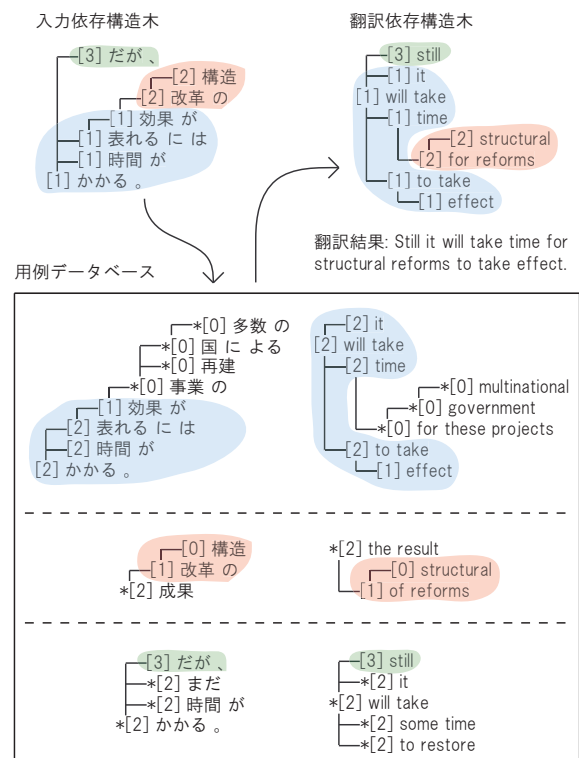 入力依存構造木
[3] だが 、
[2] 構造
[2] 改革 の
[1] 効果 が
[1] 表れる に は
[1] 時間 が
[1] かかる 。
翻訳依存構造木
[3] still
[1] it
[1] will take
[1] time
[2] structural
[2] for reforms
[1] to take
[1] effect
翻訳結果: Still it will take time for
structural reforms to take effect.
用例データベース
*[0] 多数 の
*[0] 国 に よる
*[0] 再建
*[0] 事業 の
[1] 効果 が
[2] 表れる に は
[2] 時間 が
[2] かかる 。
[2] it
[2] will take
[2] time
*[0] multinational
*[0] government
*[0] for these projects
[2] to take
[1] effect
[0] 構造
[1] 改革 の
*[2] 成果
*[2] the result
[0] structural
[1] of reforms
[3] だが 、
*[2] まだ
*[2] 時間 が
*[2] かかる 。
[3] still
*[2] it
*[2] will take
*[2] some time
*[2] to restore